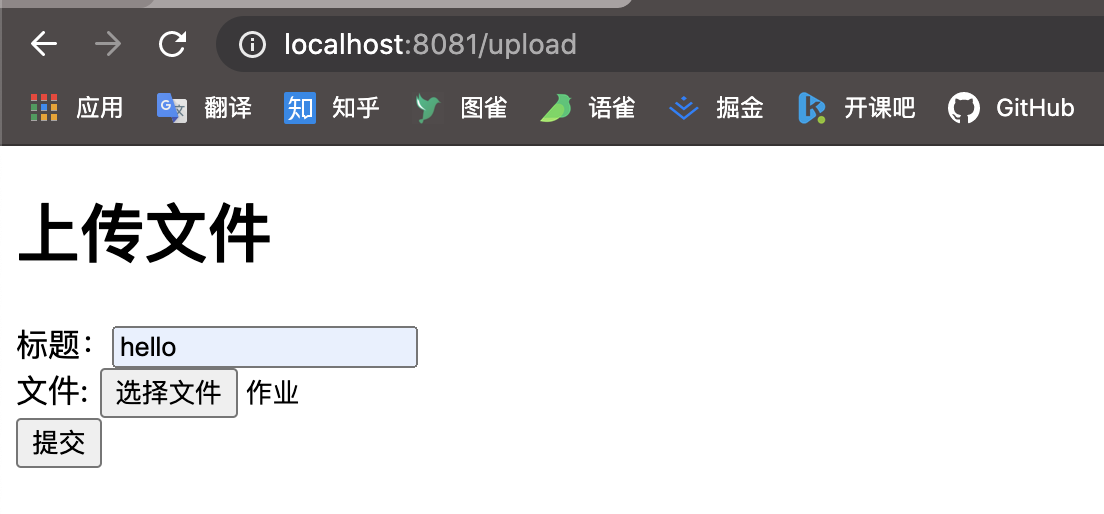 localhost:8081/upload
应用 翻译 知 知乎 图雀 语雀 掘金 开课吧 GitHub
上传文件
标题： hello
文件: 选择文件 作业
提交